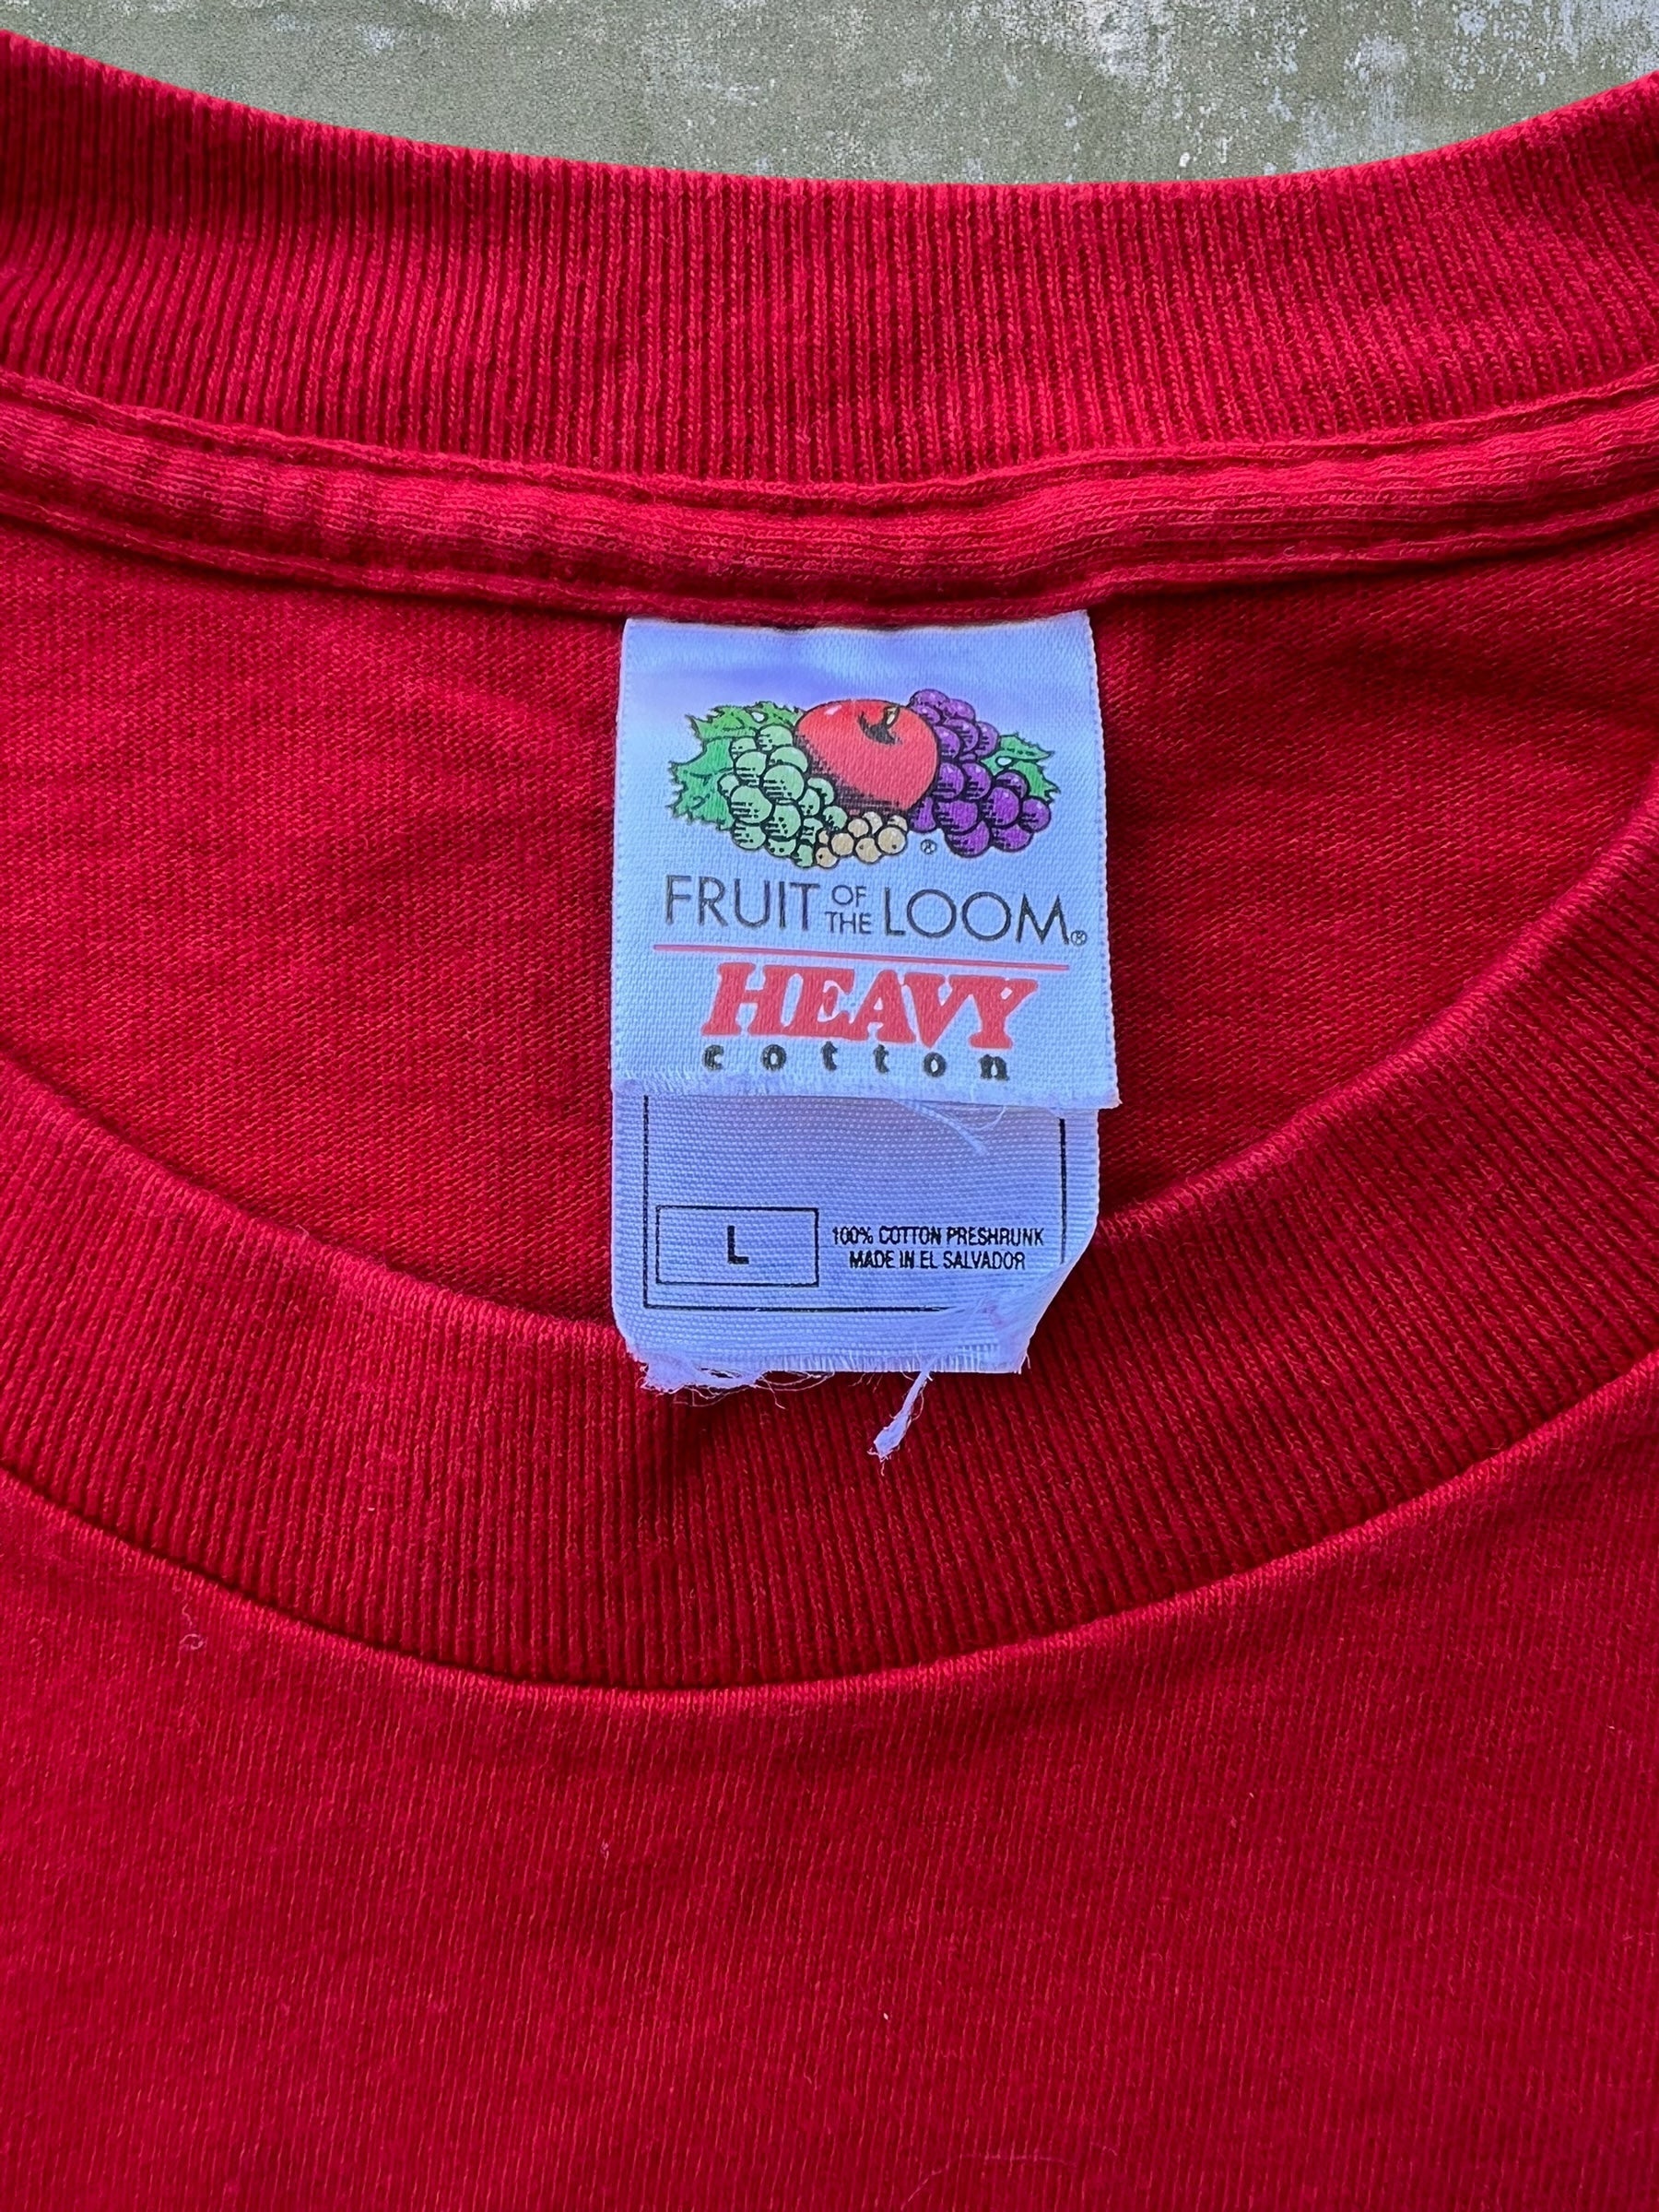 ®
FRUIT OF THE LOOM®
HEAVY
cotton
L
100% COTTON PRESHRUNK
MADE IN EL SALVADOR